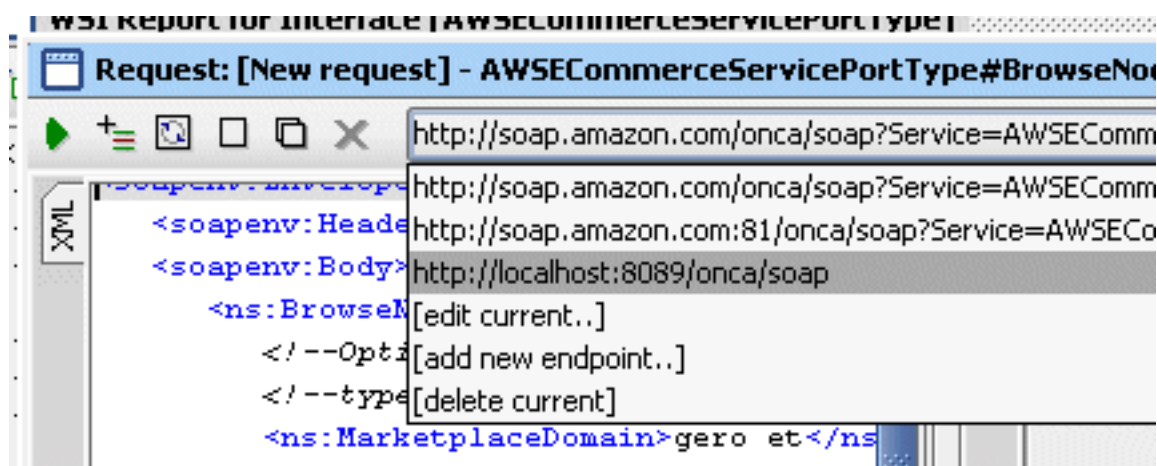 WSI Report for Interface [AWSECommerceServicePortType]
Request: [New request] - AWSECommerceServicePortType#BrowseNod
http://soap.amazon.com/onca/soap?Service=AWSEComm
http://soap.amazon.com/onca/soap?Service=AWSEComm
http://soap.amazon.com:81/onca/soap?Service=AWSECo
http://localhost:8089/onca/soap
[edit current..]
[add new endpoint..]
[delete current]
XML
<soapenv:Envelope
<soapenv:Heade
<soapenv:Body>
<ns:BrowseN
<!--Opti
<!--type
<ns:MarketplaceDomain>gero et</ns